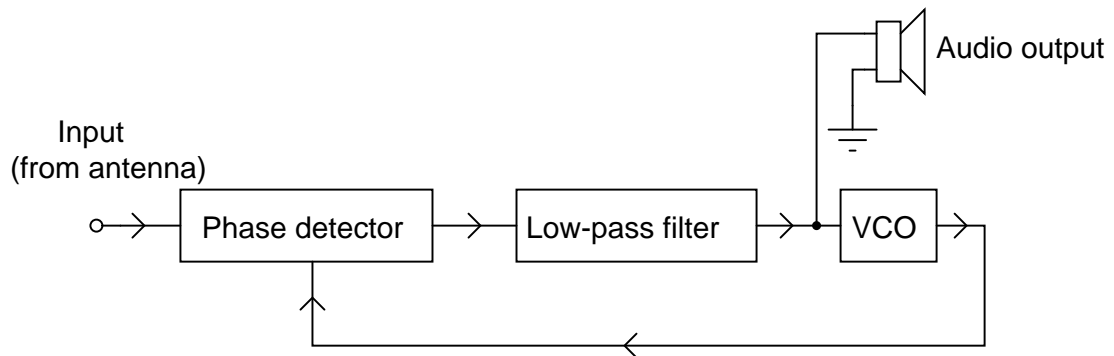 Audio output
Input
(from antenna)
Phase detector
Low-pass filter
VCO